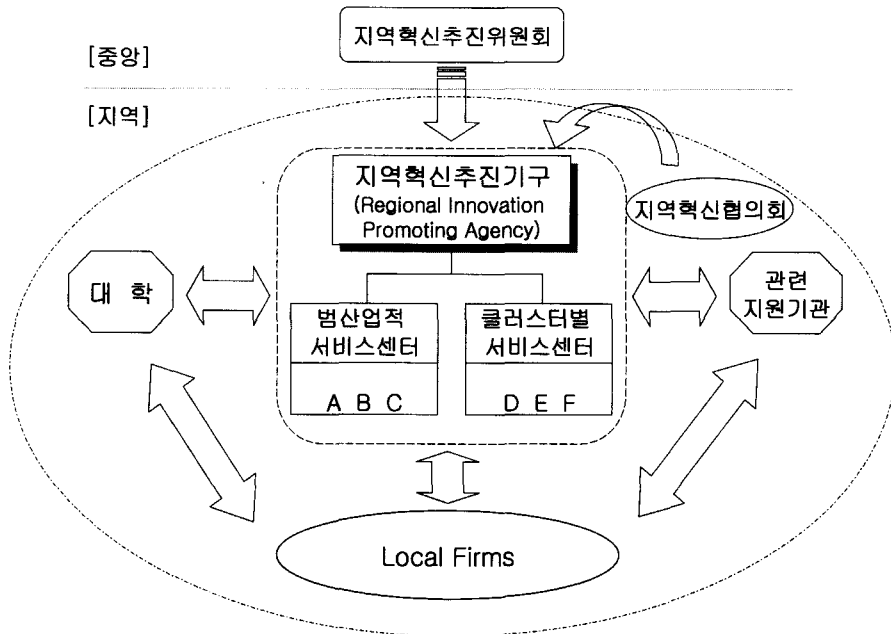 지역혁신추진위원회
[중앙]
[지역]
지역혁신추진기구
(Regional Innovation
Promoting Agency)
지역혁신협의회
대 학
관련
지원기관
범산업적
서비스센터
A B C
클러스터별
서비스센터
D E F
Local Firms